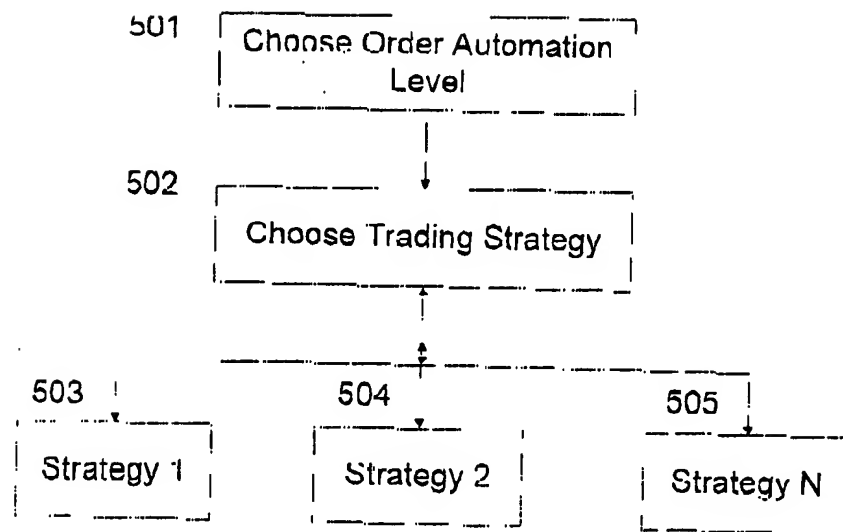 501
Choose Order Automation
Level
502
Choose Trading Strategy
503
504
505
Strategy 1
Strategy 2
Strategy N